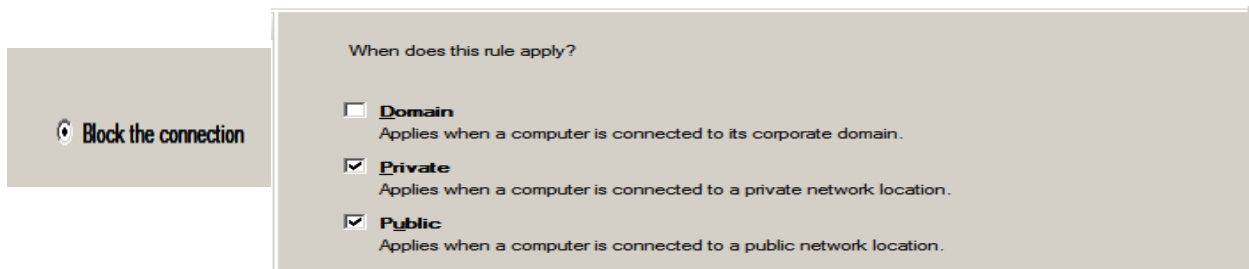 Block the connection
When does this rule apply?
Domain
Applies when a computer is connected to its corporate domain.
Private
Applies when a computer is connected to a private network location.
Public
Applies when a computer is connected to a public network location.